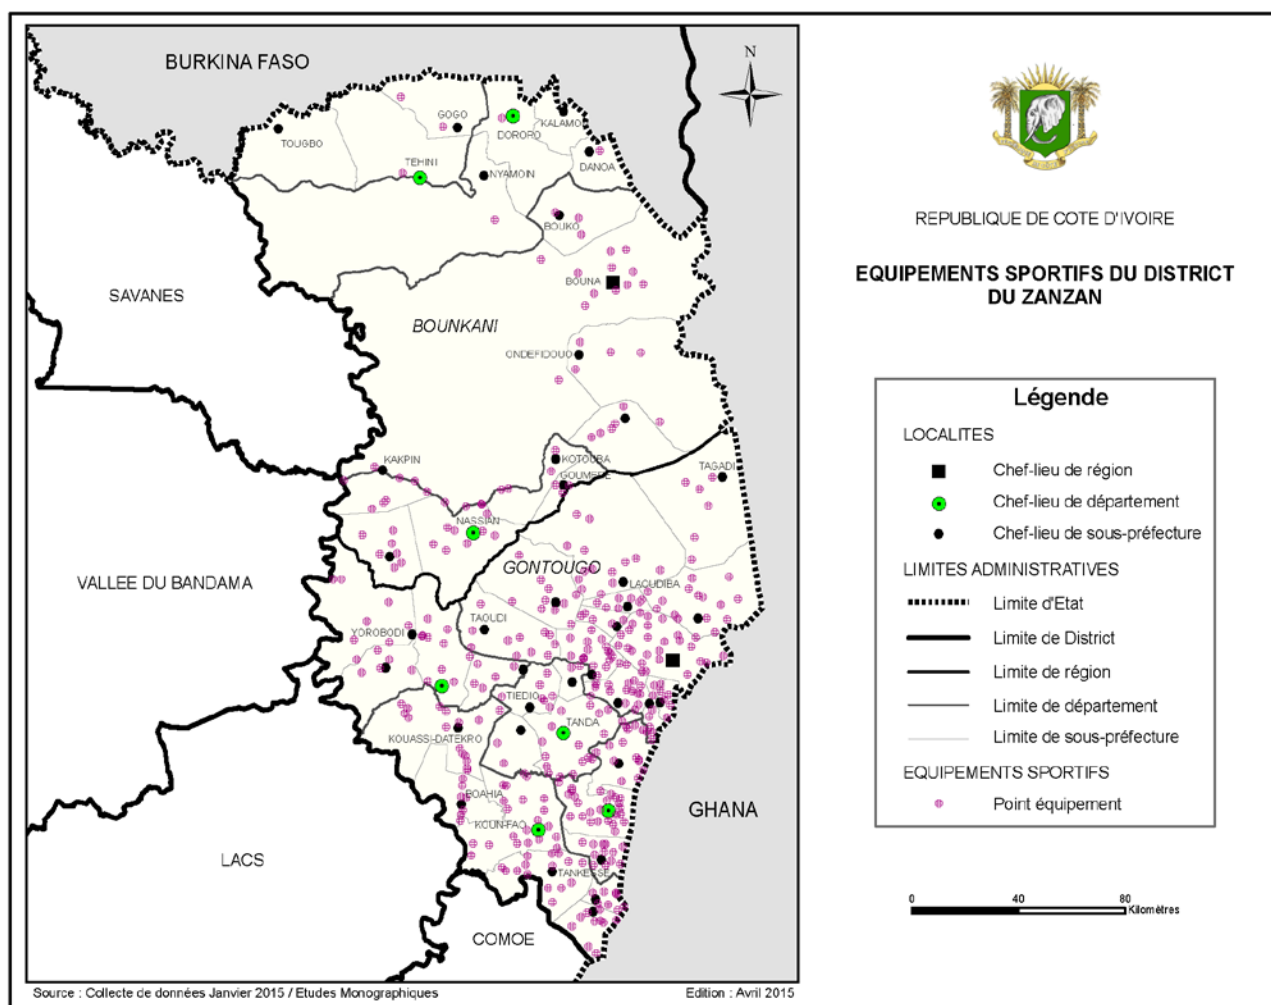 BURKINA FASO
N
GOGO
KALAMON
TOUGBO
DOROPO
TEHINI
DANOA
NYAMOIN
BOUKO
SAVANES
BOUNA
BOUNKANI
ONDEFIDOUO
KAKPIN
KOTOUBA
TAGADI
GOUMERE
NASSIAN
GONTOUGO
LAOUDIBA
VALLEE DU BANDAMA
YOROBODI
TAOUDI
TIEDIO
TANDA
KOUASSI-DATEKRO
BOAHIA
GHANA
KOUN-FAO
LACS
TANKESSE
COMOE
Source : Collecte de données Janvier 2015 / Etudes Monographiques
Edition : Avril 2015
REPUBLIQUE DE COTE D'IVOIRE
EQUIPEMENTS SPORTIFS DU DISTRICT
DU ZANZAN
Légende
LOCALITES
Chef-lieu de région
Chef-lieu de département
Chef-lieu de sous-préfecture
LIMITES ADMINISTRATIVES
Limite d'Etat
Limite de District
Limite de région
Limite de département
Limite de sous-préfecture
EQUIPEMENTS SPORTIFS
Point équipement
0 40 80
Kilomètres